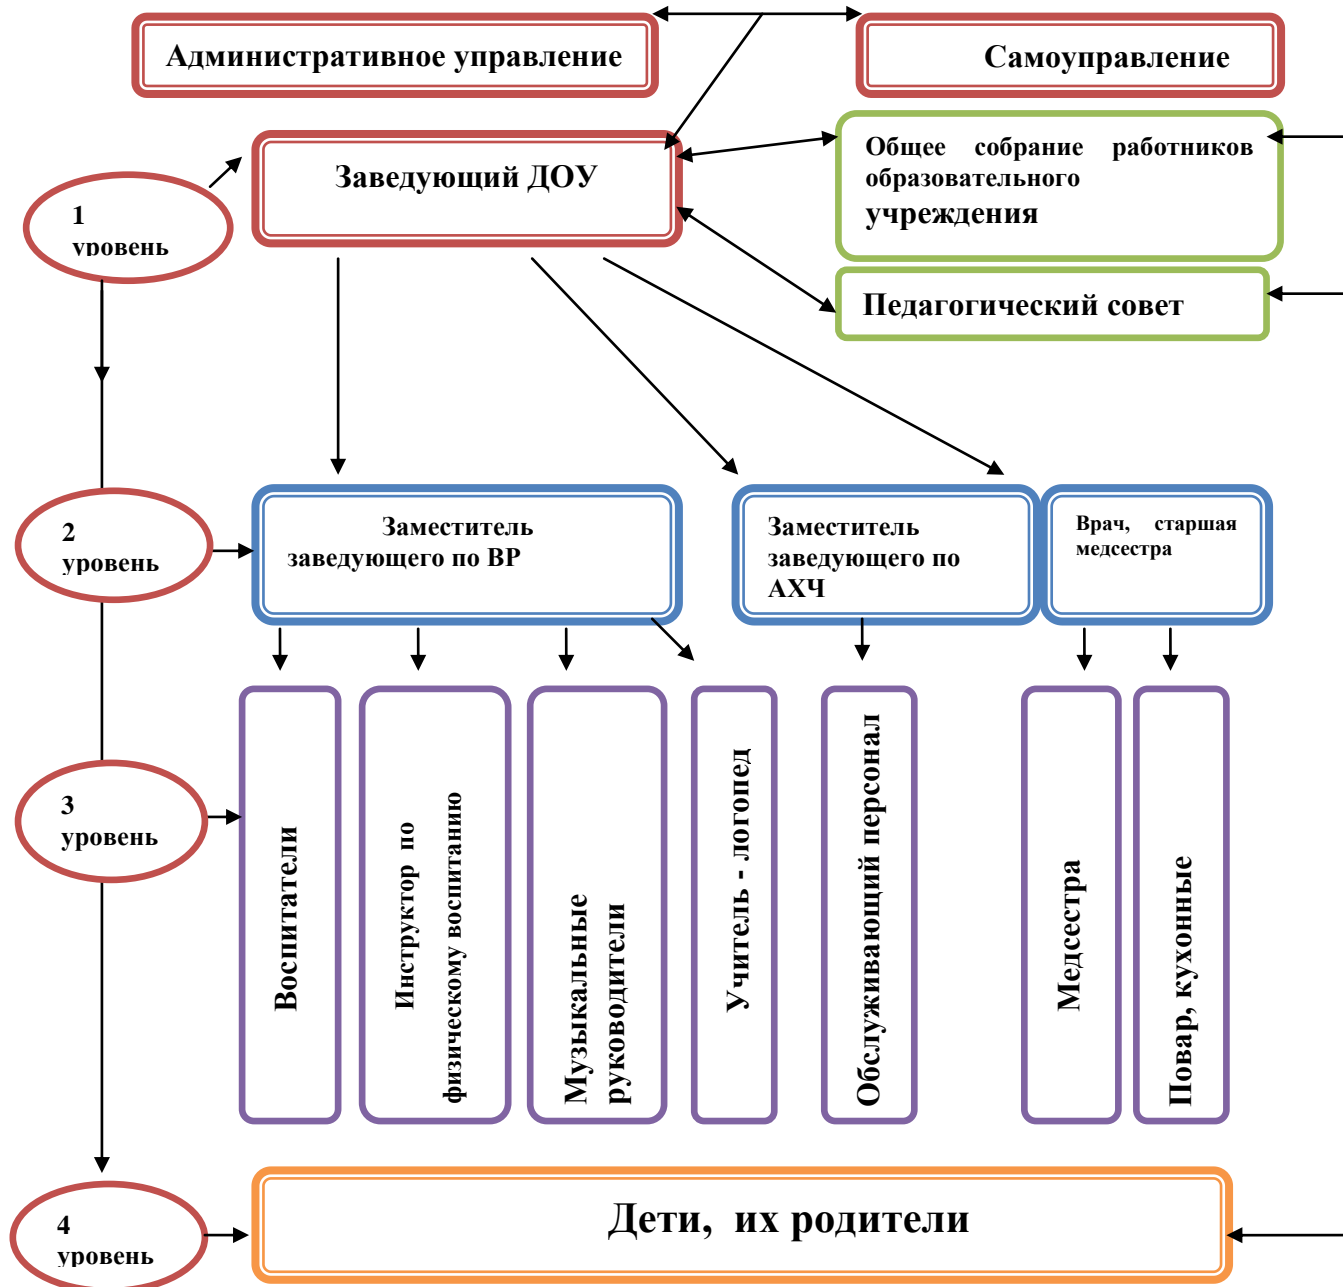 Административное управление
Самоуправление
Заведующий ДОУ
Общее собрание работников
образовательного
учреждения
1
уровень
Педагогический совет
2
уровень
Заместитель
заведующего по ВР
Заместитель
заведующего по
АХЧ
Врач, старшая
медсестра
3
уровень
Воспитатели
Инструктор по
физическому воспитанию
Музыкальные
руководители
Учитель - логопед
Обслуживающий персонал
Медсестра
Повар, кухонные
4
уровень
Дети, их родители